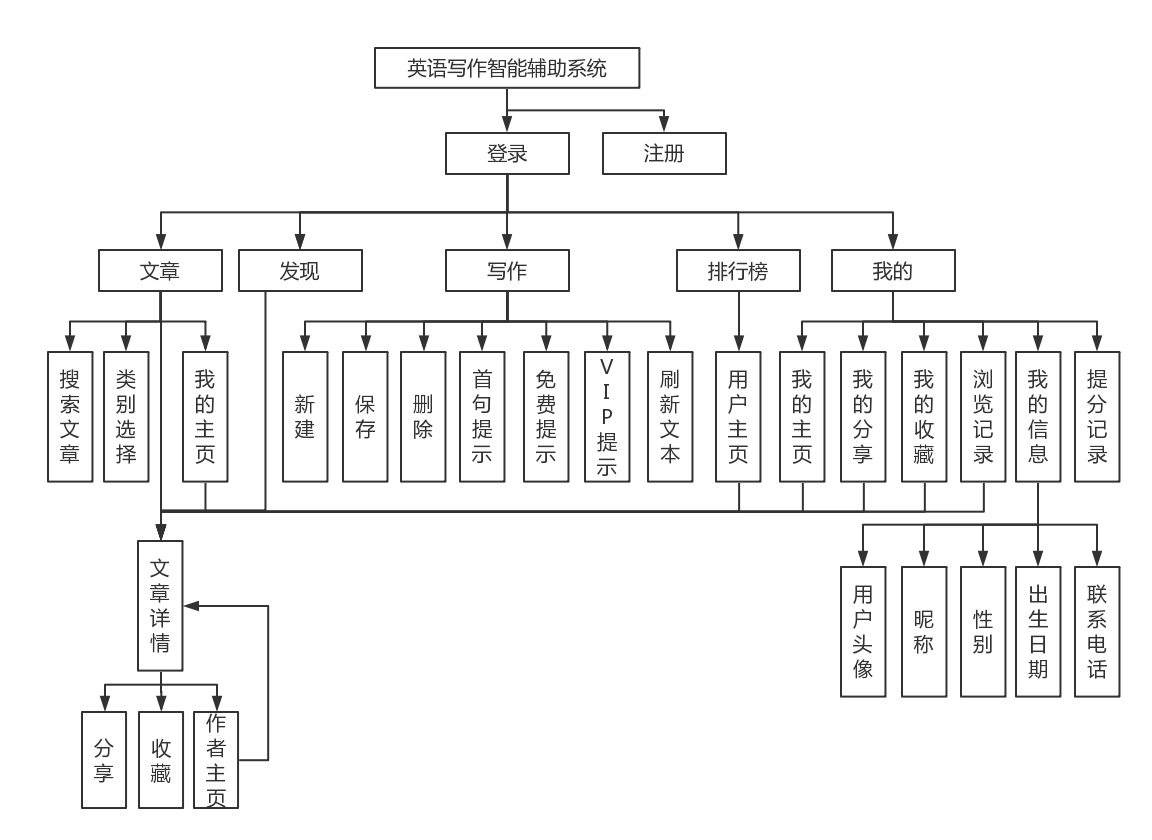 英语写作智能辅助系统
登录
注册
文章
发现
写作
排行榜
我的
搜索文章
类别选择
我的主页
新建
保存
删除
首句提示
免费提示
VIP提示
刷新文本
用户主页
我的主页
我的分享
我的收藏
浏览记录
我的信息
提分记录
文章详情
用户头像
昵称
性别
出生日期
联系电话
分享
收藏
作者主页